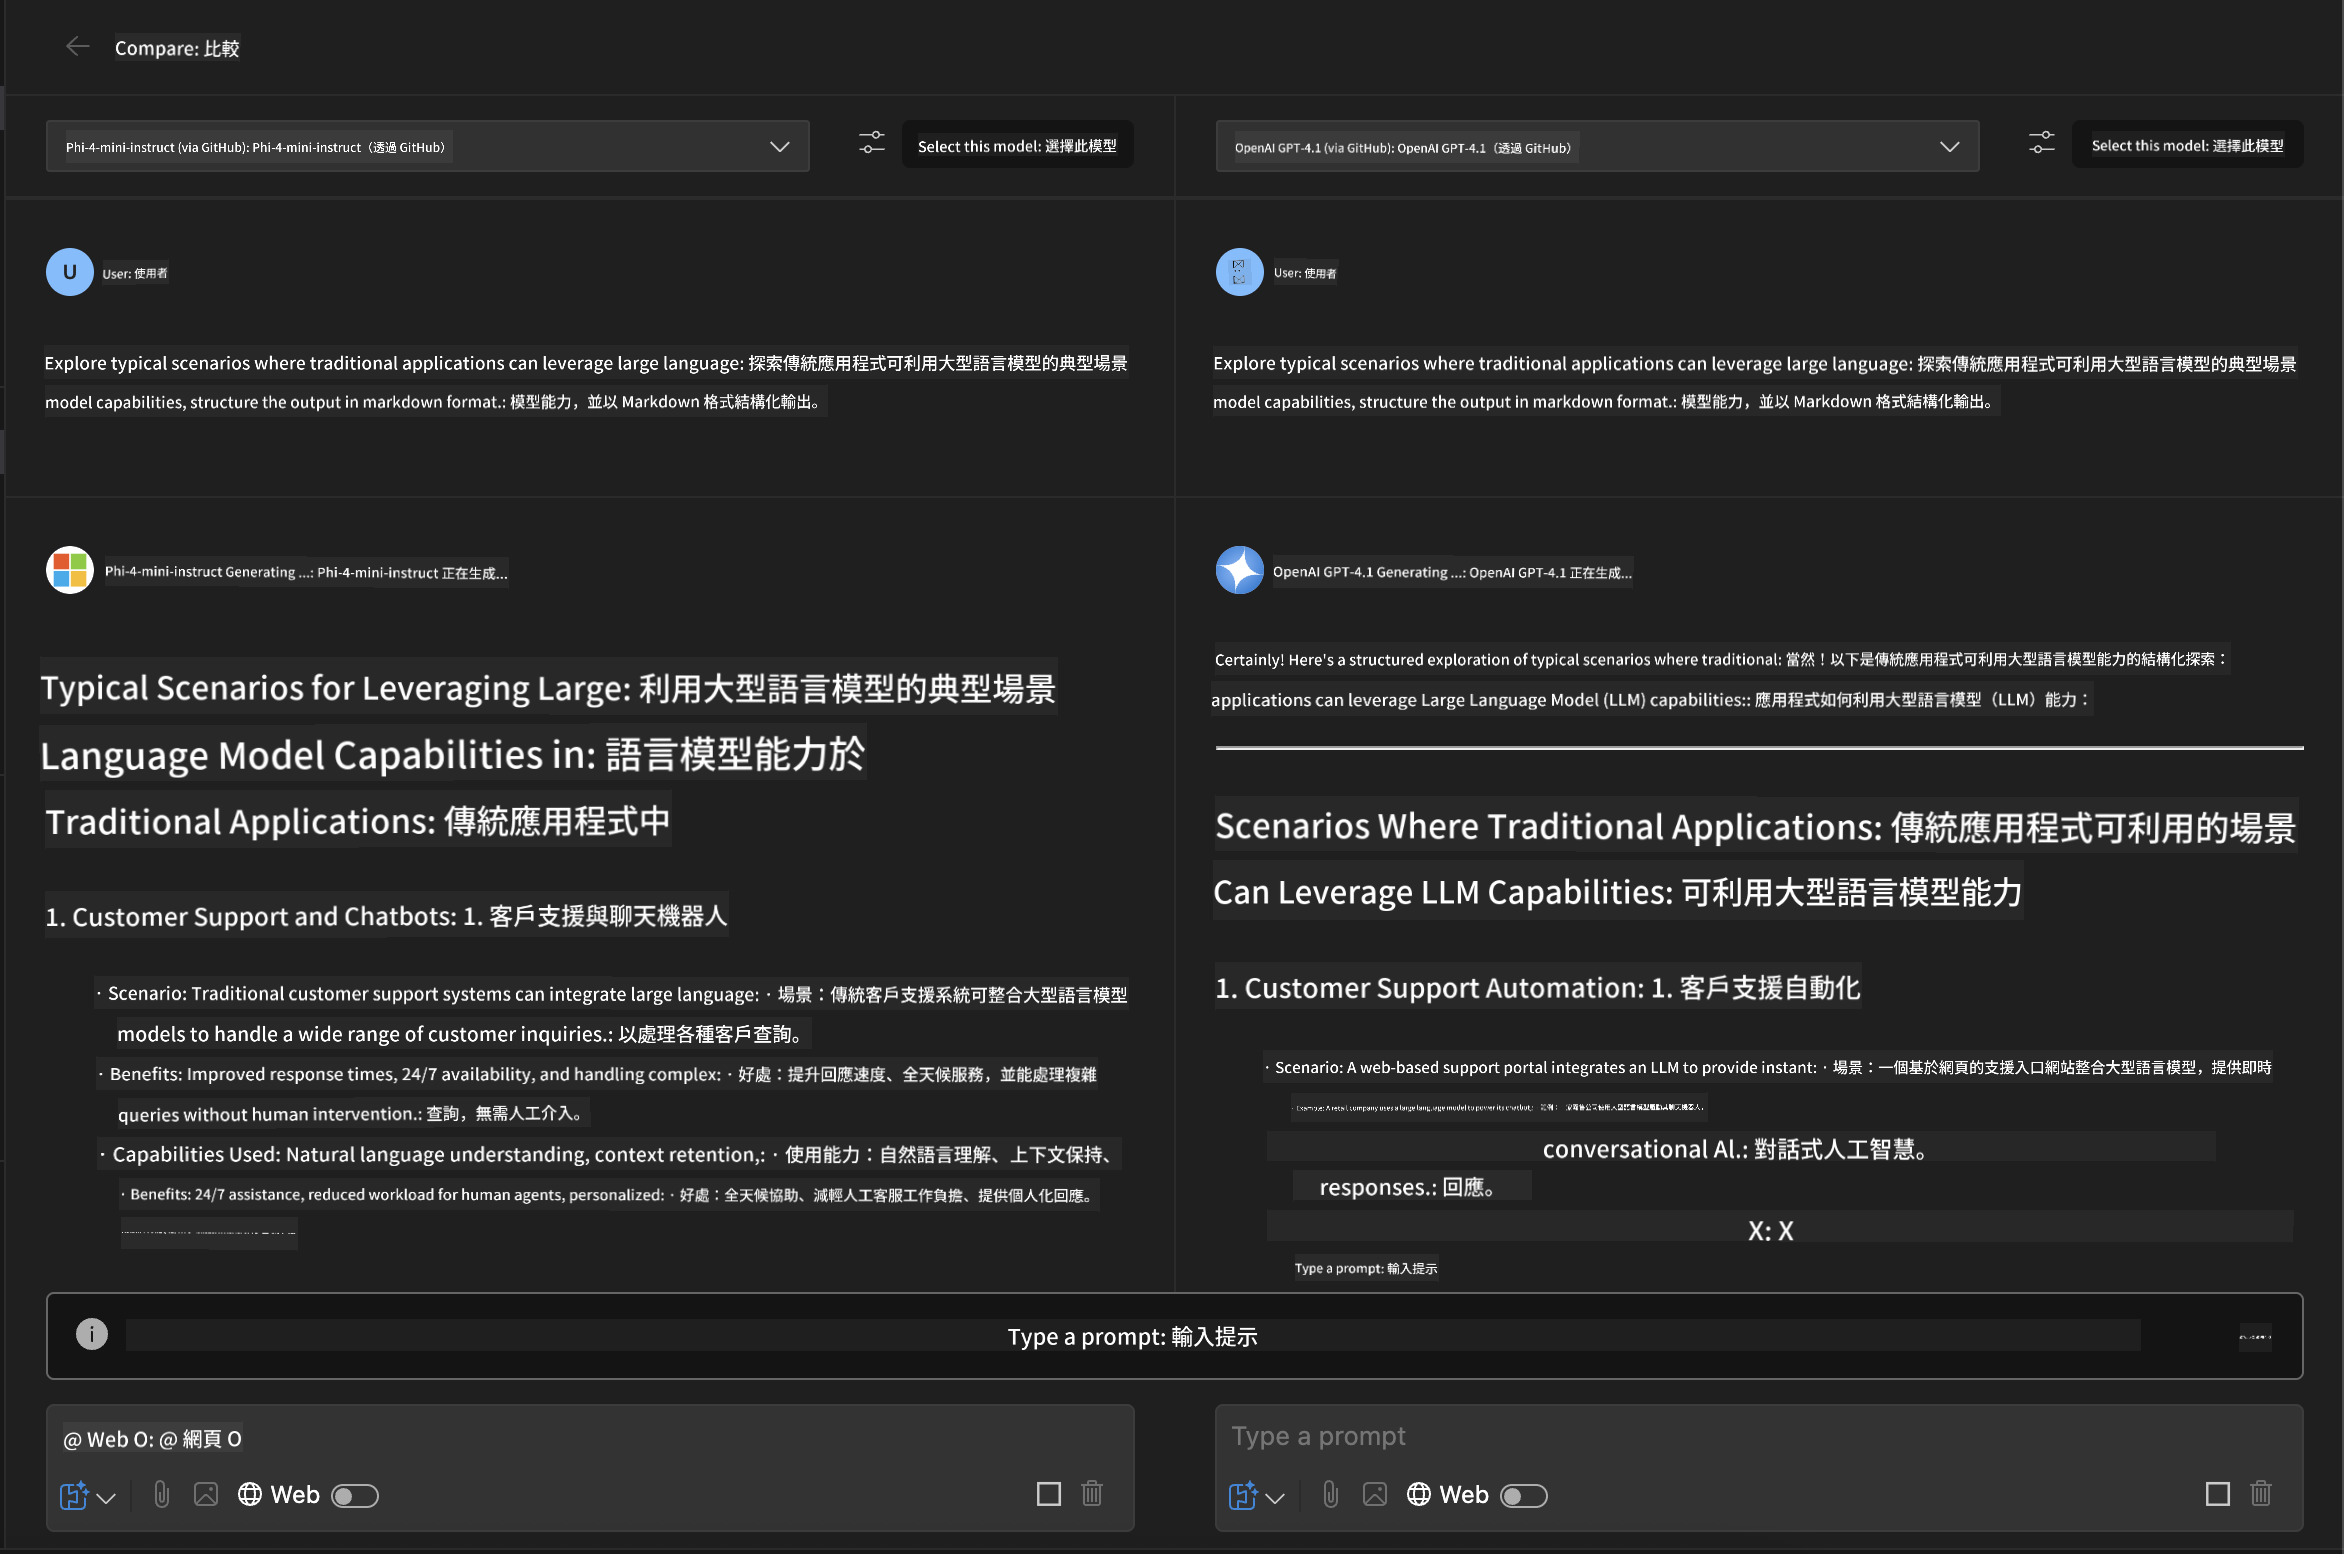 Compare: 比較
Phi-4-mini-instruct (via GitHub): Phi-4-mini-instruct（透過 GitHub）
Select this model: 選擇此模型
OpenAI GPT-4.1 (via GitHub): OpenAI GPT-4.1（透過 GitHub）
Select this model: 選擇此模型
U
User: 使用者
Explore typical scenarios where traditional applications can leverage large language: 探索傳統應用程式可利用大型語言模型的典型場景
model capabilities, structure the output in markdown format.: 模型能力，並以 Markdown 格式結構化輸出。
Phi-4-mini-instruct Generating ...: Phi-4-mini-instruct 正在生成...
Typical Scenarios for Leveraging Large: 利用大型語言模型的典型場景
Language Model Capabilities in: 語言模型能力於
Traditional Applications: 傳統應用程式中
1. Customer Support and Chatbots: 1. 客戶支援與聊天機器人
· Scenario: Traditional customer support systems can integrate large language: · 場景：傳統客戶支援系統可整合大型語言模型
models to handle a wide range of customer inquiries.: 以處理各種客戶查詢。
· Benefits: Improved response times, 24/7 availability, and handling complex: · 好處：提升回應速度、全天候服務，並能處理複雜
queries without human intervention.: 查詢，無需人工介入。
· Capabilities Used: Natural language understanding, context retention,: · 使用能力：自然語言理解、上下文保持、
· Benefits: 24/7 assistance, reduced workload for human agents, personalized: · 好處：全天候協助、減輕人工客服工作負擔、提供個人化回應。
User: 使用者
Explore typical scenarios where traditional applications can leverage large language: 探索傳統應用程式可利用大型語言模型的典型場景
model capabilities, structure the output in markdown format.: 模型能力，並以 Markdown 格式結構化輸出。
OpenAI GPT-4.1 Generating ...: OpenAI GPT-4.1 正在生成...
Certainly! Here's a structured exploration of typical scenarios where traditional: 當然！以下是傳統應用程式可利用大型語言模型能力的結構化探索：
applications can leverage Large Language Model (LLM) capabilities:: 應用程式如何利用大型語言模型（LLM）能力：
Scenarios Where Traditional Applications: 傳統應用程式可利用的場景
Can Leverage LLM Capabilities: 可利用大型語言模型能力
1. Customer Support Automation: 1. 客戶支援自動化
· Scenario: A web-based support portal integrates an LLM to provide instant: · 場景：一個基於網頁的支援入口網站整合大型語言模型，提供即時
· Example: A retail company uses a large language model to power its chatbot.:
conversational Al.: 對話式人工智慧。
responses.: 回應。
X: X
Type a prompt: 輸入提示
Type a prompt: 輸入提示
@ Web O: @ 網頁 O
Web
Type a prompt
Web